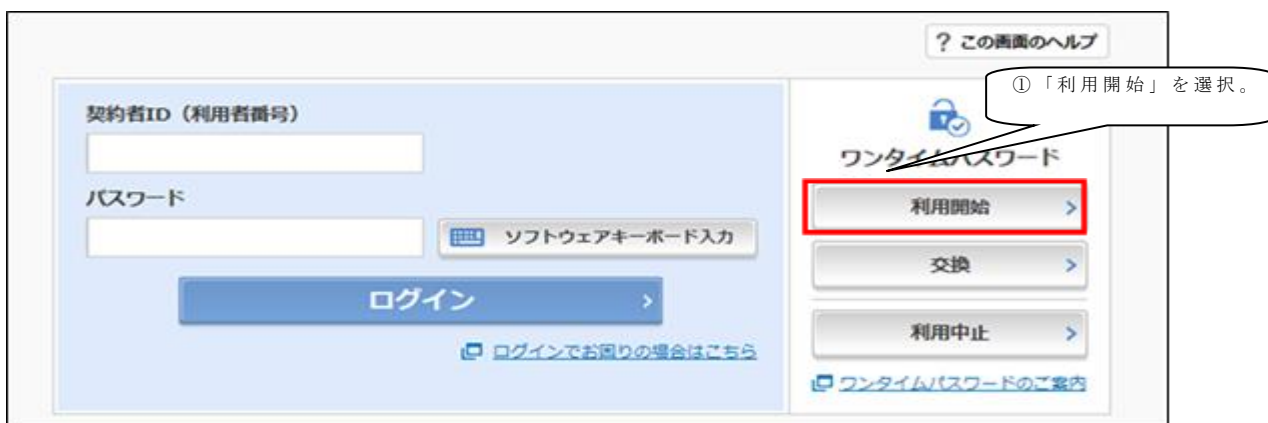 ? この画面のヘルプ
①「利用開始」を選択。
契約者ID（利用者番号）
パスワード
ソフトウェアキーボード入力
ログイン
ログインでお困りの場合はこちら
ワンタイムパスワード
利用開始
交換
利用中止
ワンタイムパスワードのご案内